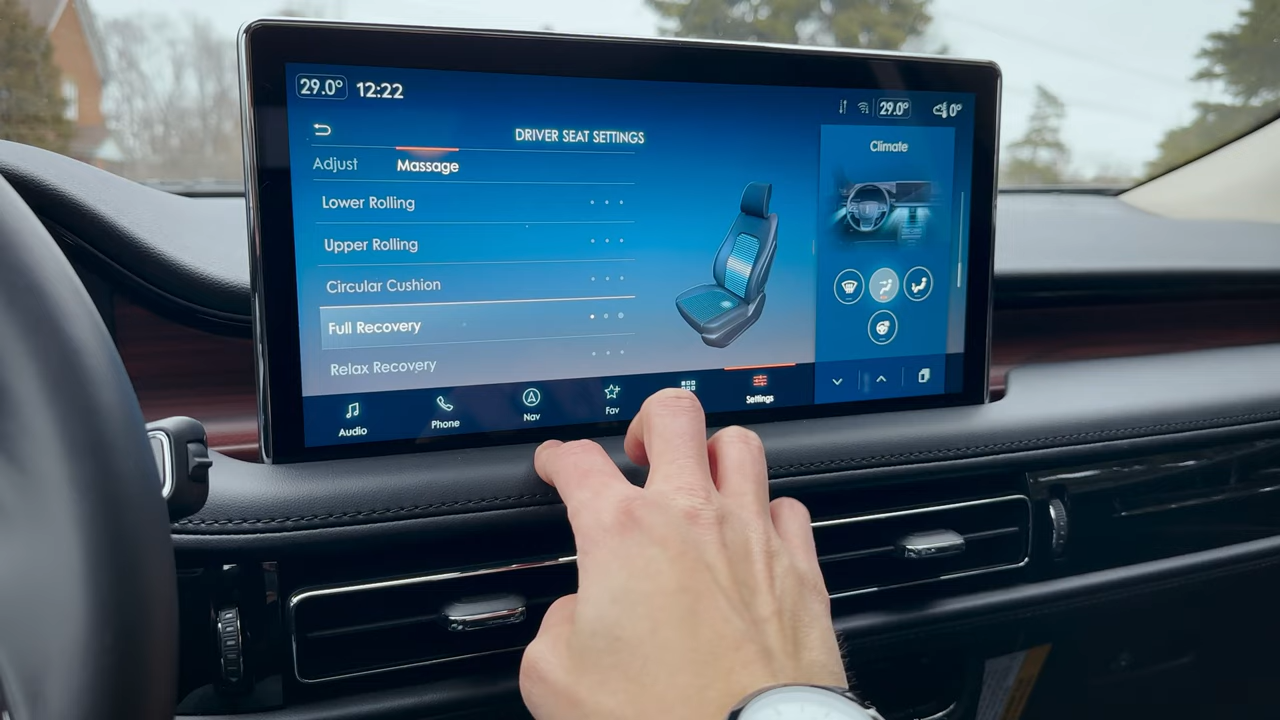 29.0° 12:22
29.0° 0°
DRIVER SEAT SETTINGS
Adjust Massage
Lower Rolling
Upper Rolling
Circular Cushion
Full Recovery
Relax Recovery
Climate
Audio
Phone
Nav
Fav
Settings